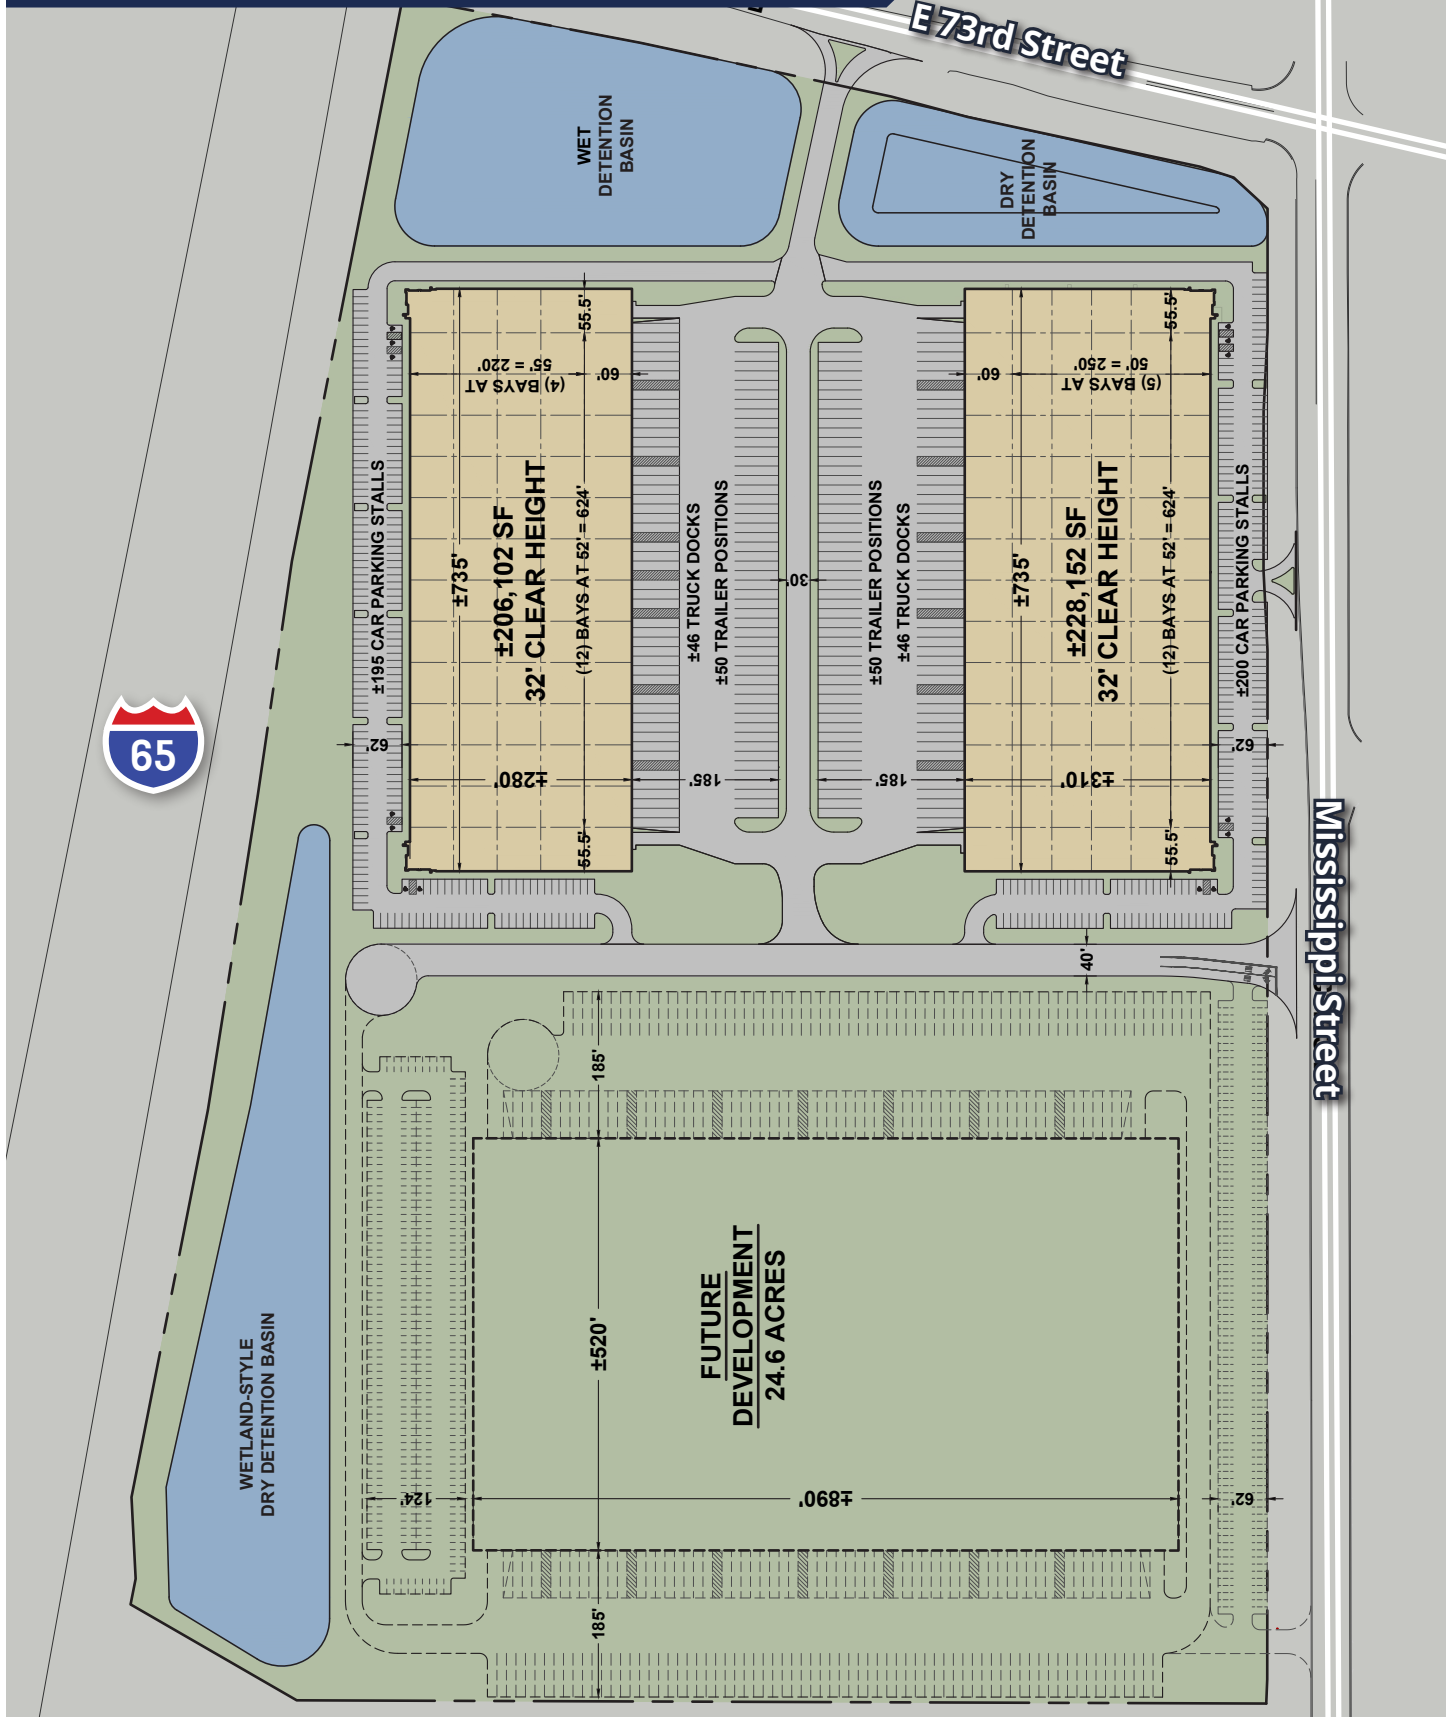 E 73rd Street
WET
DETENTION
BASIN
DRY
DETENTION
BASIN
55.5'
(4) BAYS AT
55' = 220'
60'
±195 CAR PARKING STALLS
±735'
±206,102 SF
32' CLEAR HEIGHT
(12) BAYS AT 52' = 624'
62'
±280'
55.5'
±46 TRUCK DOCKS
±50 TRAILER POSITIONS
185'
30'
±50 TRAILER POSITIONS
±46 TRUCK DOCKS
185'
55.5'
60'
(5) BAYS AT
50' = 250'
±735'
±228,152 SF
32' CLEAR HEIGHT
(12) BAYS AT 52' = 624'
±310'
55.5'
±200 CAR PARKING STALLS
62'
65
Mississippi Street
40'
185'
±520'
FUTURE
DEVELOPMENT
24.6 ACRES
WETLAND-STYLE
DRY DETENTION BASIN
124'
±890'
62'
185'